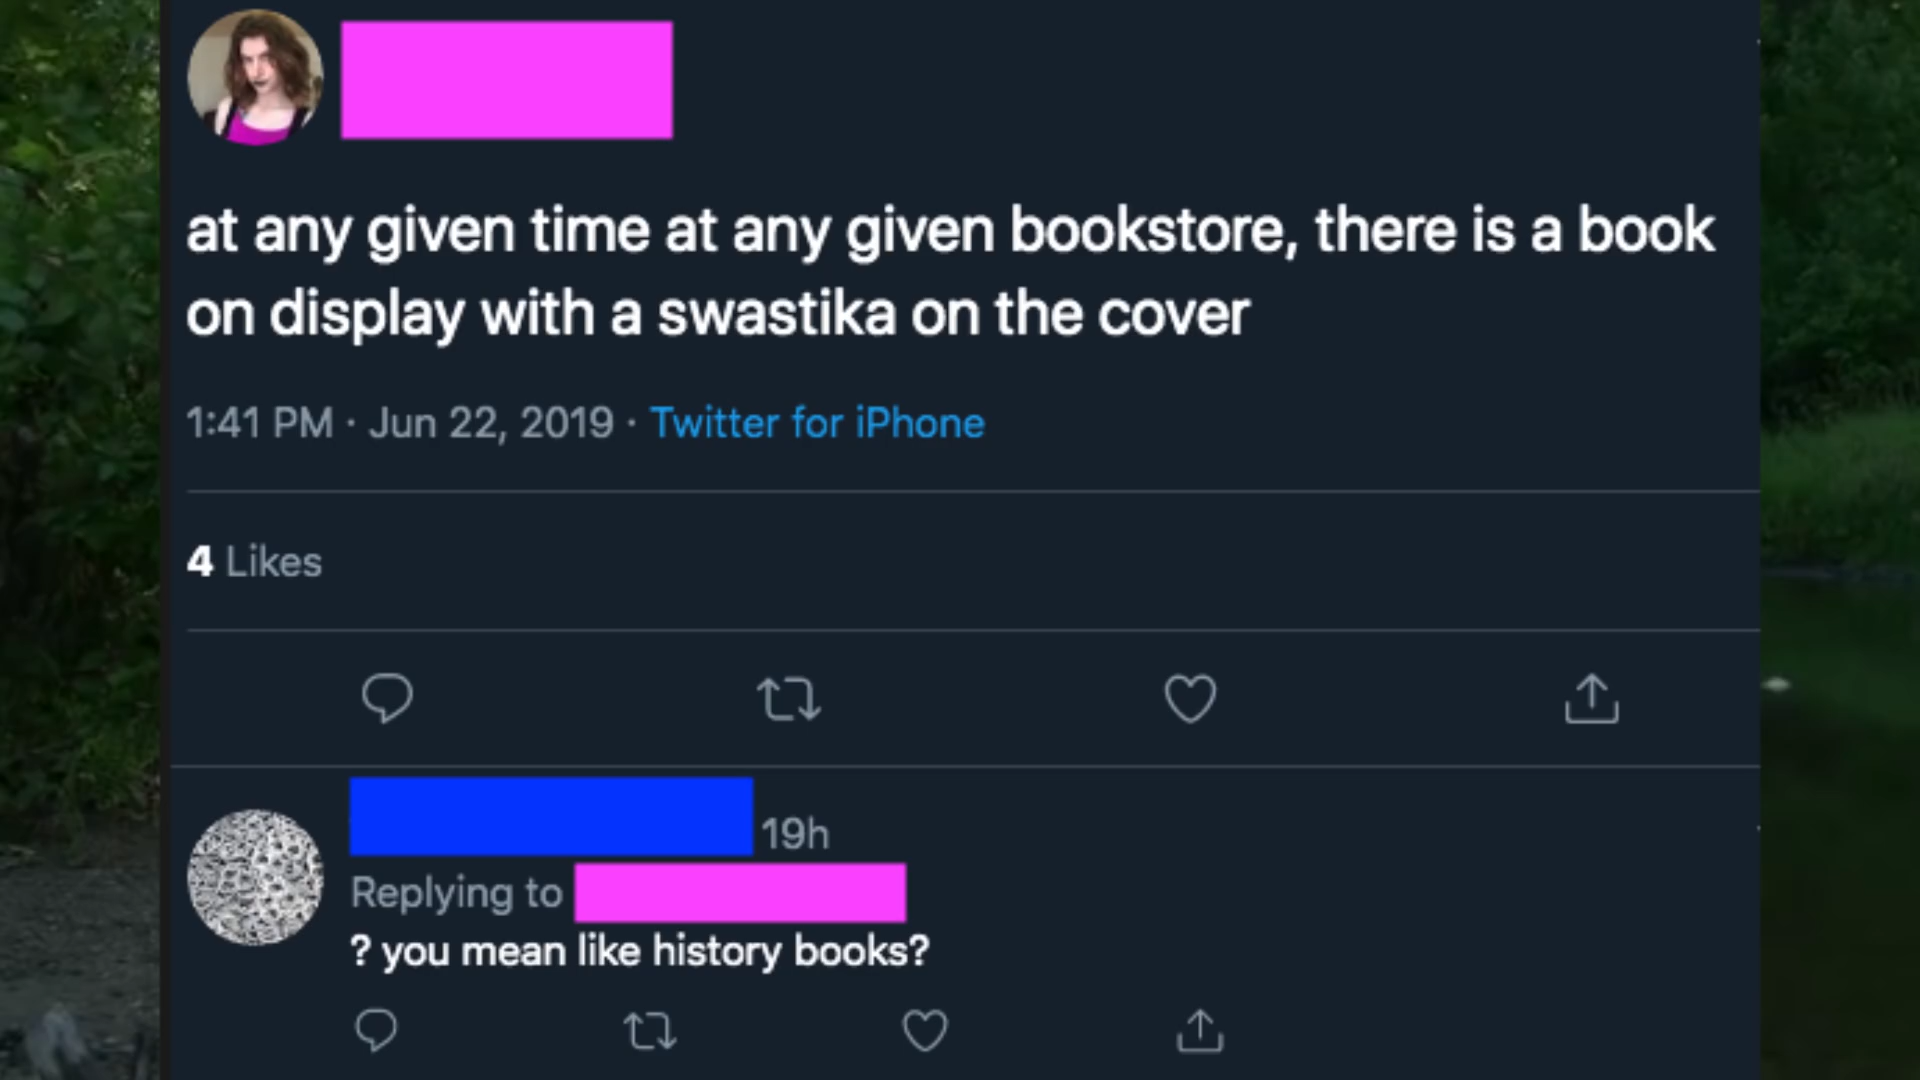 at any given time at any given bookstore, there is a book
on display with a swastika on the cover
1:41 PM · Jun 22, 2019 · Twitter for iPhone
4 Likes
19h
Replying to
? you mean like history books?